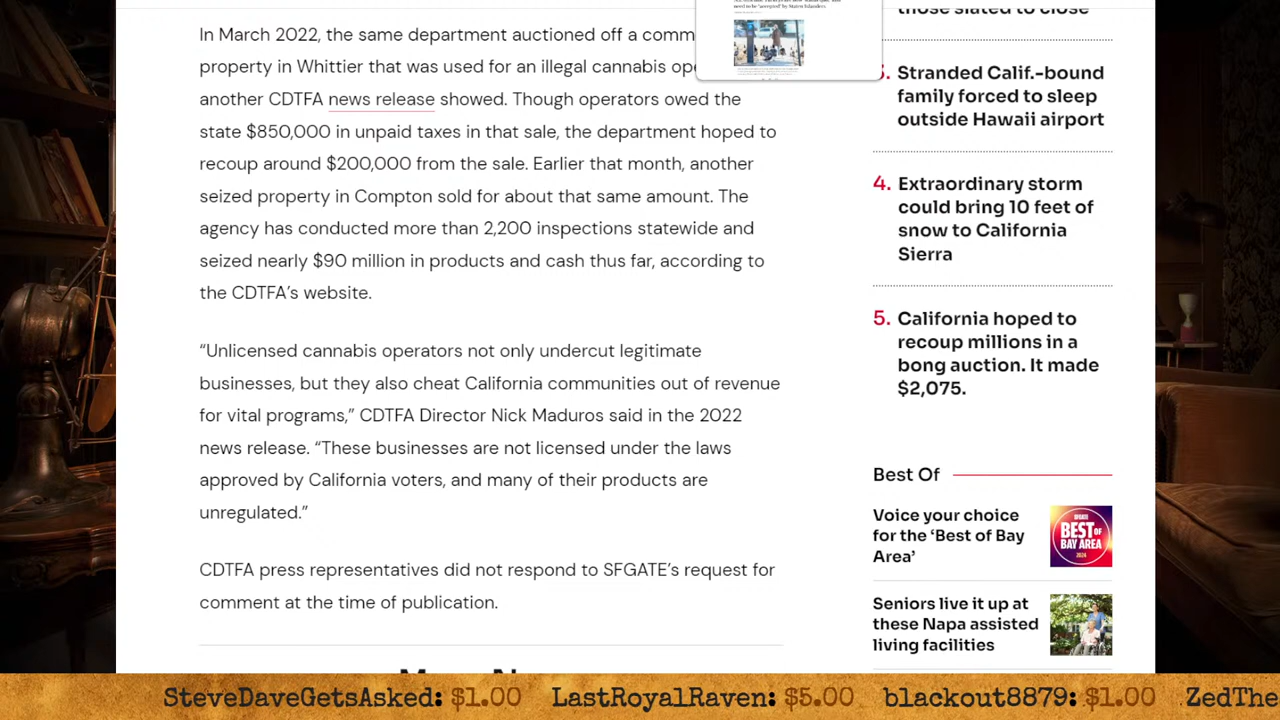 In March 2022, the same department auctioned off a comm
property in Whittier that was used for an illegal cannabis ope
another CDTFA news release showed. Though operators owed the
state $850,000 in unpaid taxes in that sale, the department hoped to
recoup around $200,000 from the sale. Earlier that month, another
seized property in Compton sold for about that same amount. The
agency has conducted more than 2,200 inspections statewide and
seized nearly $90 million in products and cash thus far, according to
the CDTFA’s website.
“Unlicensed cannabis operators not only undercut legitimate
businesses, but they also cheat California communities out of revenue
for vital programs,” CDTFA Director Nick Maduros said in the 2022
news release. “These businesses are not licensed under the laws
approved by California voters, and many of their products are
unregulated.”
CDTFA press representatives did not respond to SFGATE’s request for
comment at the time of publication.
those slated to close
3. Stranded Calif.-bound
family forced to sleep
outside Hawaii airport
4. Extraordinary storm
could bring 10 feet of
snow to California
Sierra
5. California hoped to
recoup millions in a
bong auction. It made
$2,075.
Best Of
Voice your choice
for the ‘Best of Bay
Area’
SFGATE
BEST OF
BAY AREA
2024
Seniors live it up at
these Napa assisted
living facilities
SteveDaveGetsAsked: $1.00 LastRoyalRaven: $5.00 blackout8879: $1.00 ZedThe